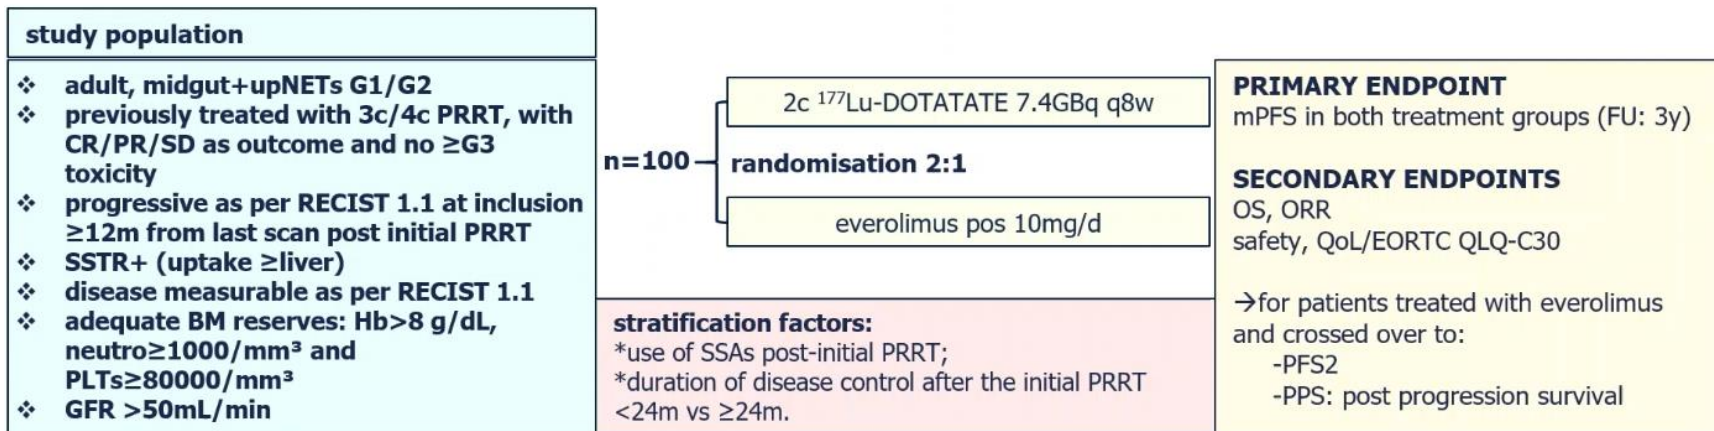 study population
❖ adult, midgut+upNETs G1/G2
❖ previously treated with 3c/4c PRRT, with
CR/PR/SD as outcome and no ≥G3
toxicity
❖ progressive as per RECIST 1.1 at inclusion
≥12m from last scan post initial PRRT
❖ SSTR+ (uptake ≥liver)
❖ disease measurable as per RECIST 1.1
❖ adequate BM reserves: Hb>8 g/dL,
neutro≥1000/mm³ and
PLTs≥80000/mm³
❖ GFR >50mL/min
n=100
2c ¹⁷⁷Lu-DOTATATE 7.4GBq q8w
randomisation 2:1
everolimus pos 10mg/d
stratification factors:
*use of SSAs post-initial PRRT;
*duration of disease control after the initial PRRT
<24m vs ≥24m.
PRIMARY ENDPOINT
mPFS in both treatment groups (FU: 3y)
SECONDARY ENDPOINTS
OS, ORR
safety, QoL/EORTC QLQ-C30
→for patients treated with everolimus
and crossed over to:
-PFS2
-PPS: post progression survival